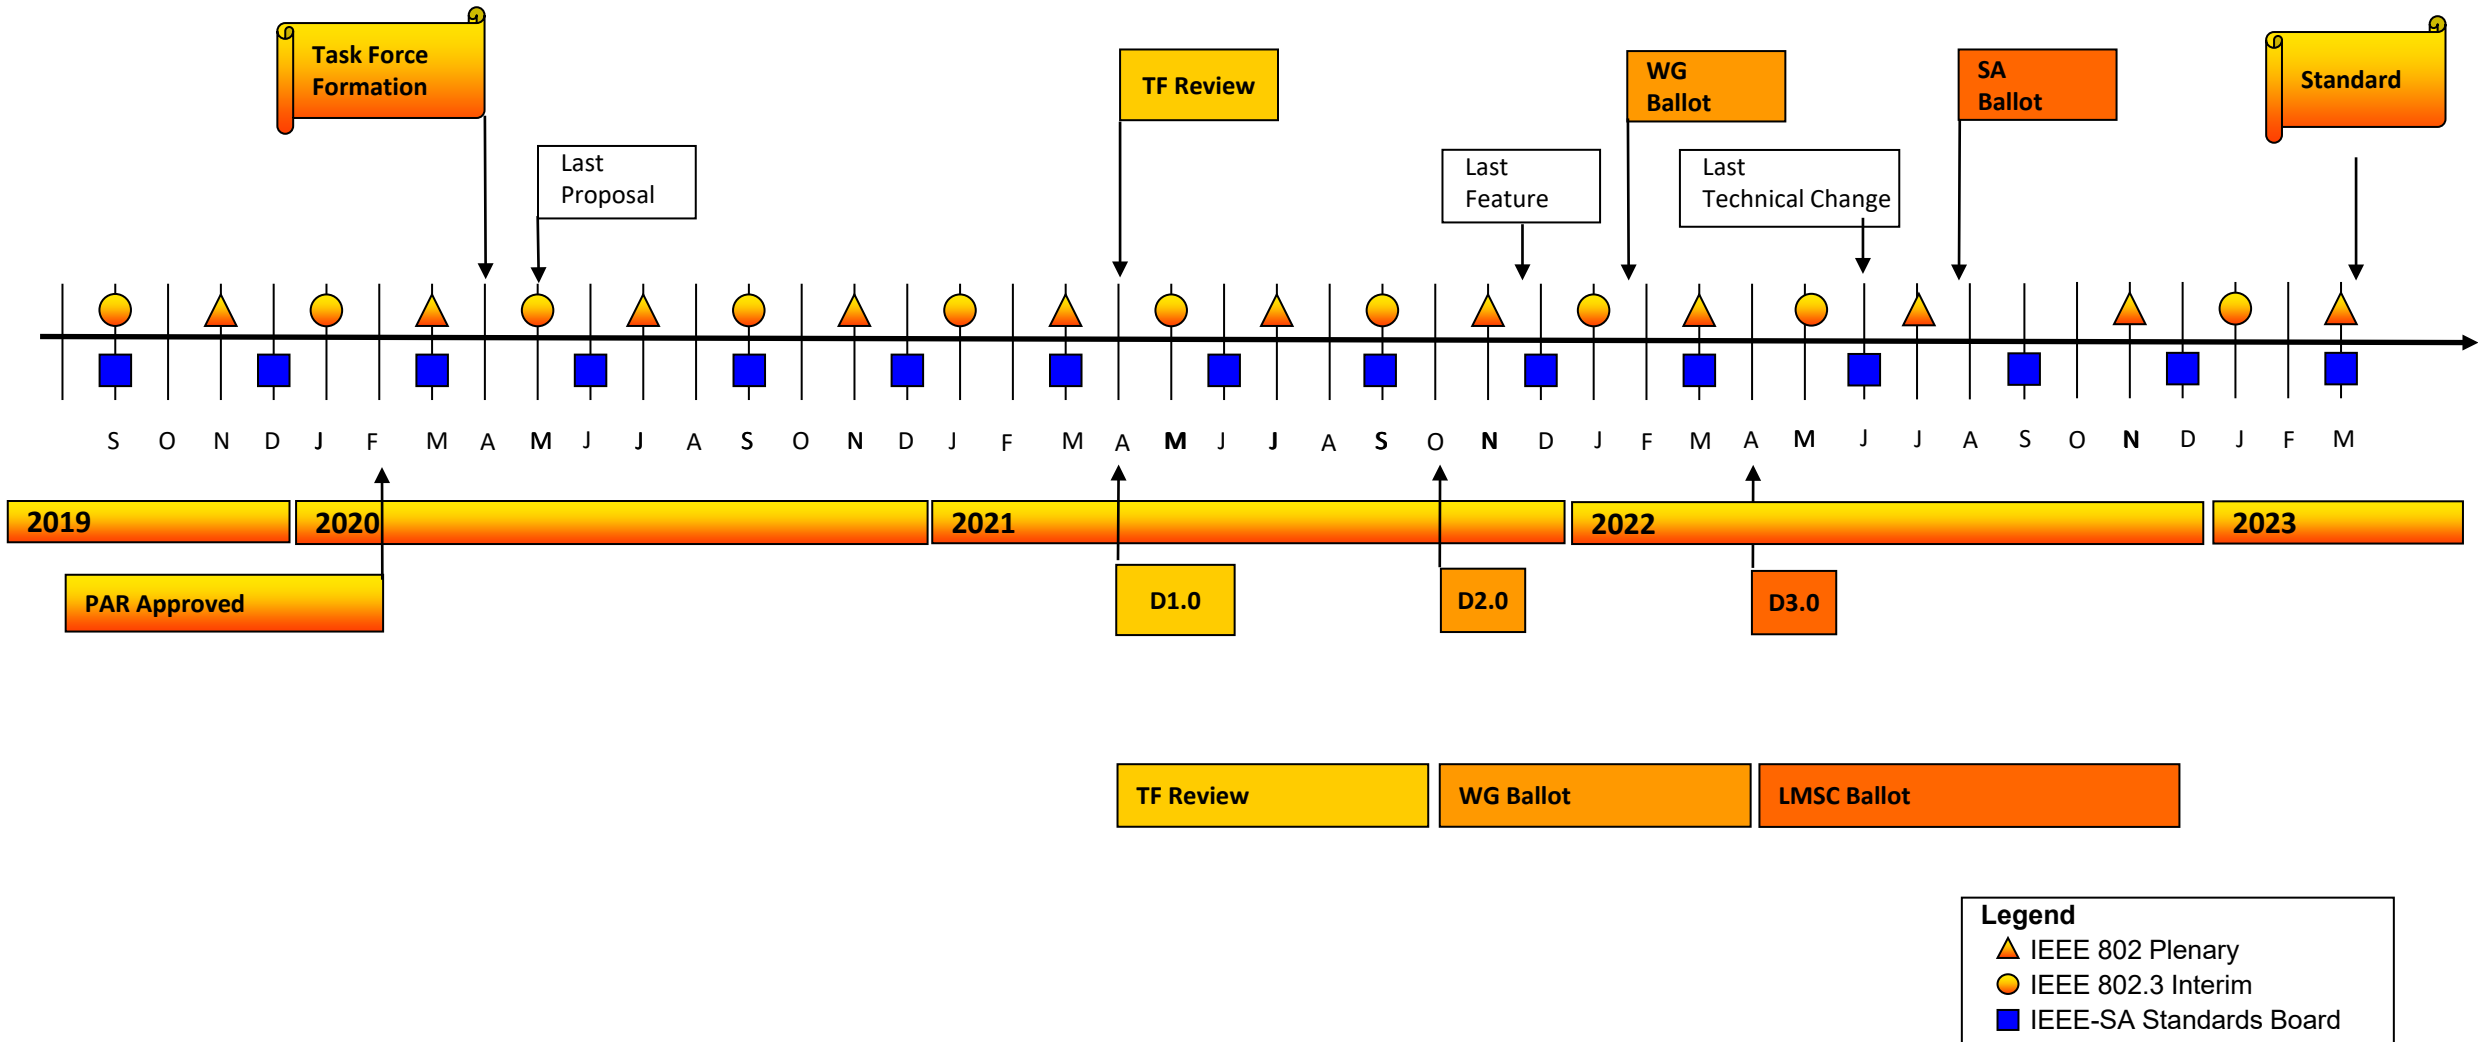 Task Force
Formation
TF Review
WG
Ballot
SA
Ballot
Standard
Last
Proposal
Last
Feature
Last
Technical Change
S O N D J F M A M J J A S O N D J F M A M J J A S O N D J F M A M J J A S O N D J F M
2019 2020 2021 2022 2023
PAR Approved
D1.0
D2.0
D3.0
TF Review
WG Ballot
LMSC Ballot
Legend
IEEE 802 Plenary
IEEE 802.3 Interim
IEEE-SA Standards Board